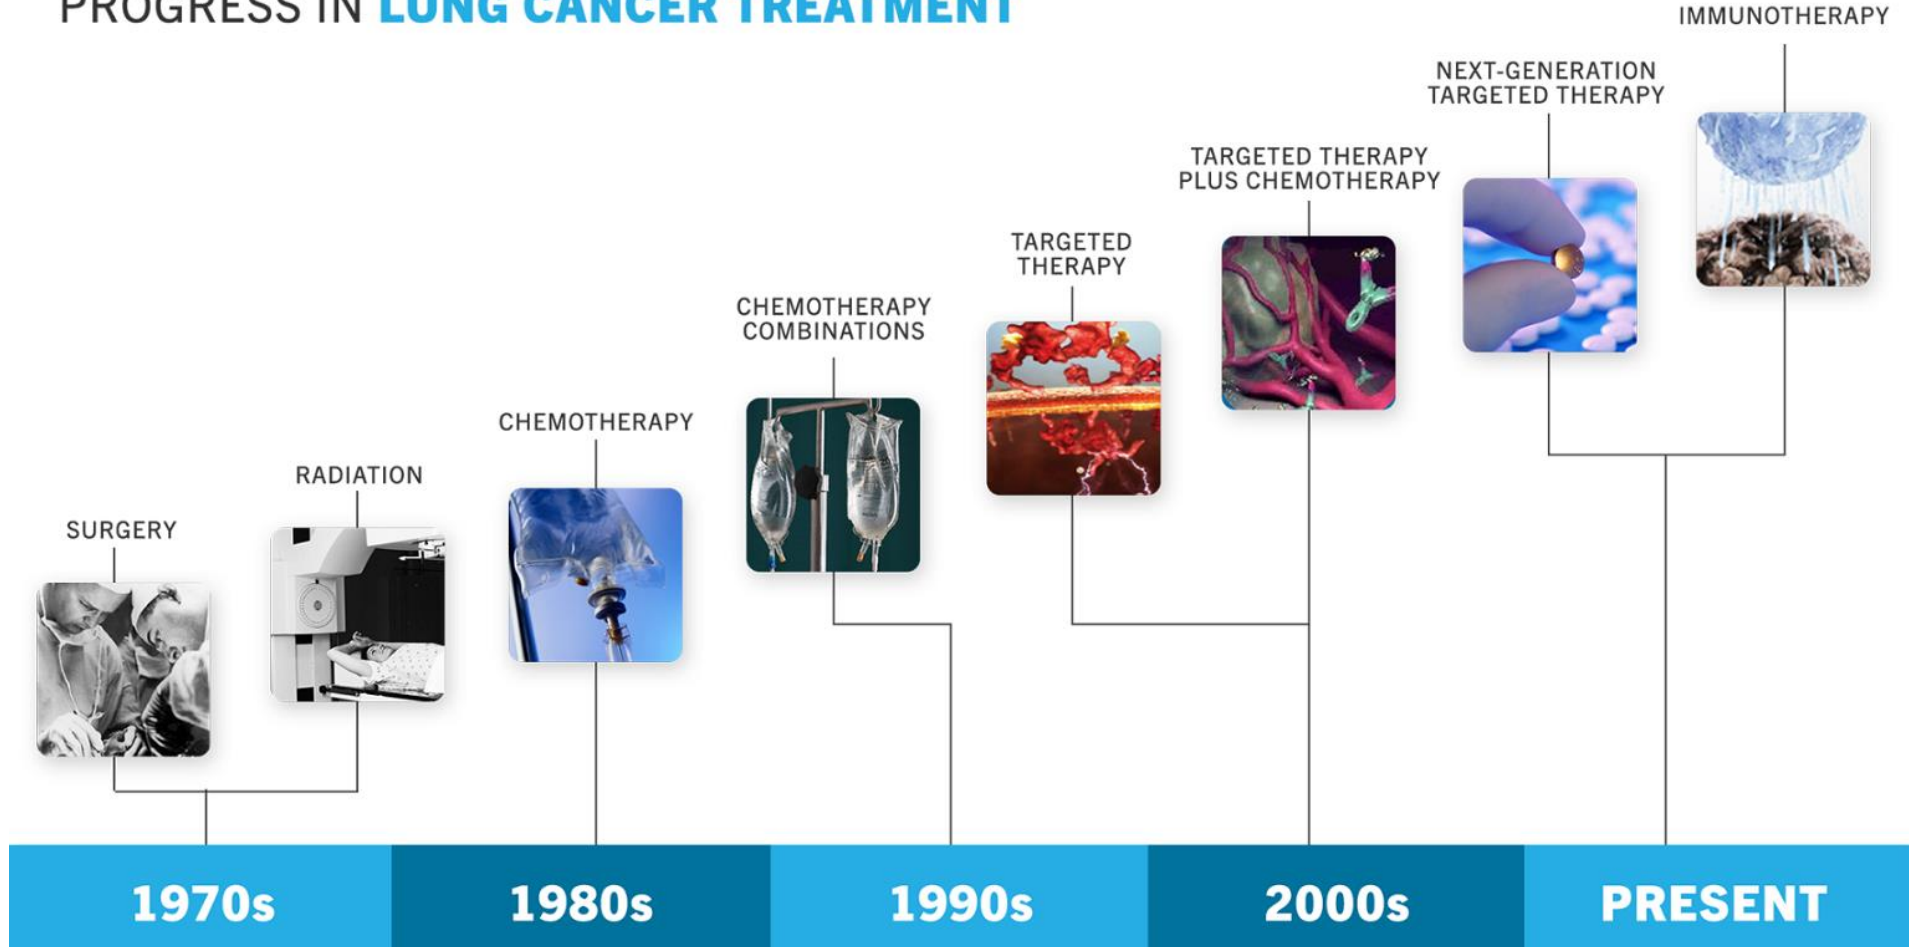 PROGRESS IN LUNG CANCER TREATMENT
SURGERY
RADIATION
CHEMOTHERAPY
CHEMOTHERAPY
COMBINATIONS
TARGETED
THERAPY
TARGETED THERAPY
PLUS CHEMOTHERAPY
NEXT-GENERATION
TARGETED THERAPY
IMMUNOTHERAPY
1970s
1980s
1990s
2000s
PRESENT